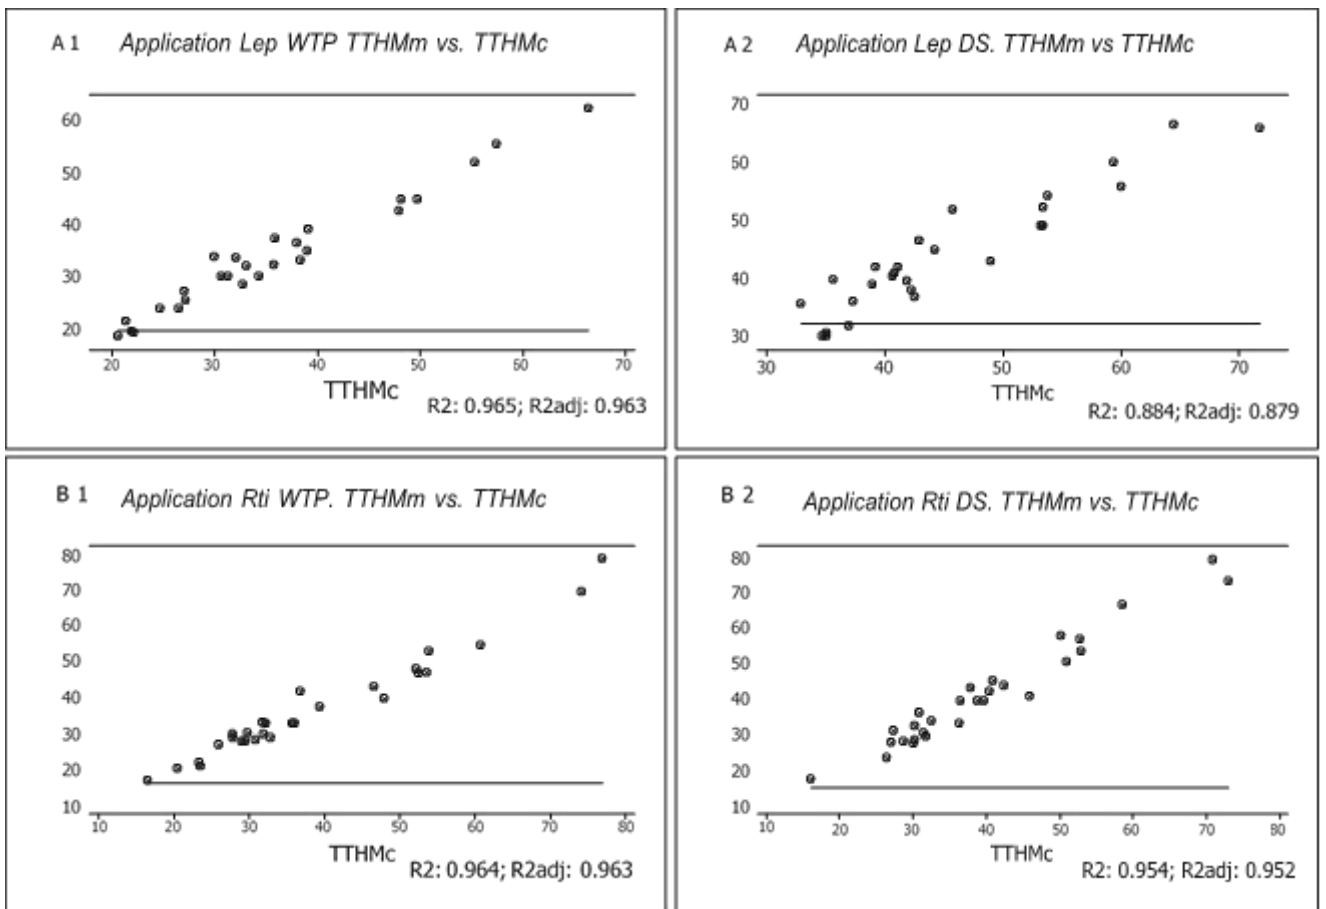 A 1 Application Lep WTP TTHMm vs. TTHMc
60
50
40
30
20
20 30 40 50 60 70
TTHMc
R2: 0.965; R2adj: 0.963
A 2 Application Lep DS. TTHMm vs TTHMc
70
60
50
40
30
30 40 50 60 70
TTHMc
R2: 0.884; R2adj: 0.879
B 1 Application Rti WTP. TTHMm vs. TTHMc
80
70
60
50
40
30
20
10
10 20 30 40 50 60 70 80
TTHMc
R2: 0.964; R2adj: 0.963
B 2 Application Rti DS. TTHMm vs. TTHMc
80
70
60
50
40
30
20
10
10 20 30 40 50 60 70 80
TTHMc
R2: 0.954; R2adj: 0.952